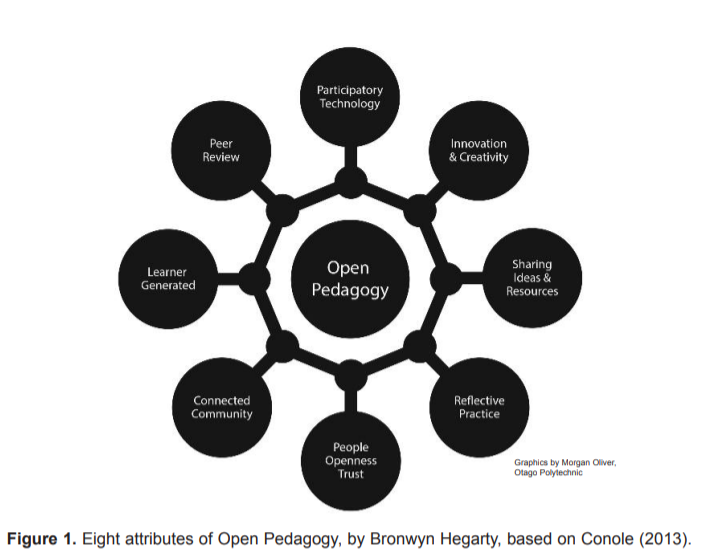 Participatory
Technology
Innovation
& Creativity
Sharing
Ideas &
Resources
Reflective
Practice
People
Openness
Trust
Connected
Community
Learner
Generated
Peer
Review
Open
Pedagogy
Graphics by Morgan Oliver,
Otago Polytechnic
Figure 1. Eight attributes of Open Pedagogy, by Bronwyn Hegarty, based on Conole (2013).